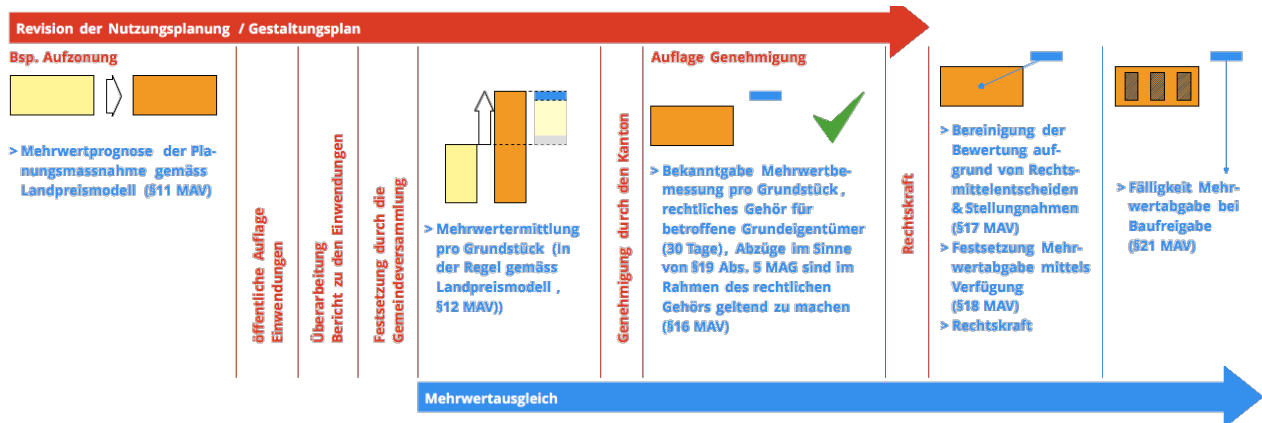 Revision der Nutzungsplanung / Gestaltungsplan
Bsp. Aufzonung
> Mehrwertprognose der Pla-
nungsmassnahme gemäss
Landpreismodell (§11 MAV)
öffentliche Auflage
Einwendungen
Überarbeitung
Bericht zu den Einwendungen
Festsetzung durch die
Gemeindeversammlung
> Mehrwertermittlung
pro Grundstück (in
der Regel gemäss
Landpreismodell ,
§12 MAV))
Genehmigung durch den Kanton
Auflage Genehmigung
> Bekanntgabe Mehrwertbe-
messung pro Grundstück ,
rechtliches Gehör für
betroffene Grundeigentümer
(30 Tage), Abzüge im Sinne
von §19 Abs. 5 MAG sind im
Rahmen des rechtlichen
Gehörs geltend zu machen
(§16 MAV)
Rechtskraft
> Bereinigung der
Bewertung auf-
grund von Rechts-
mittelentscheiden
& Stellungnahmen
(§17 MAV)
> Festsetzung Mehr-
wertabgabe mittels
Verfügung
(§18 MAV)
> Rechtskraft
> Fälligkeit Mehr-
wertabgabe bei
Baufreigabe
(§21 MAV)
Mehrwertausgleich